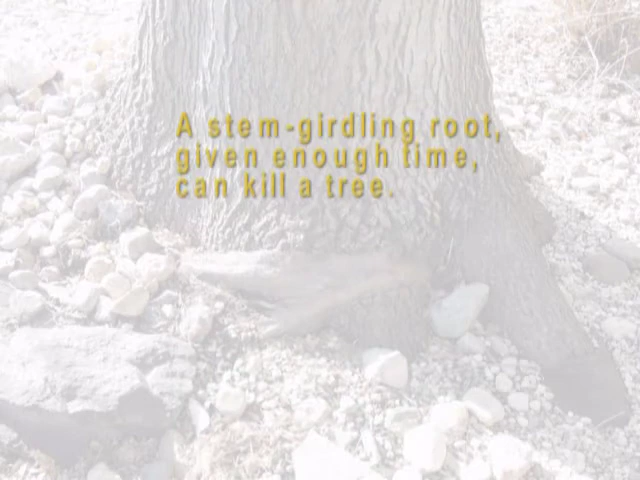 A stem-girdling root,
given enough time,
can kill a tree.